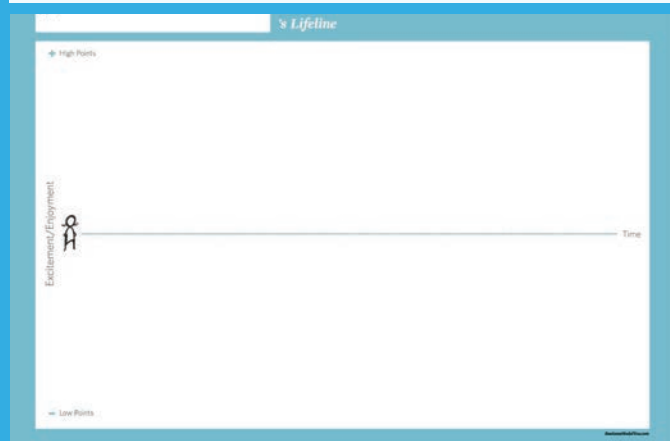 's Lifeline
+ High Points
Excitement/Enjoyment
Time
− Low Points